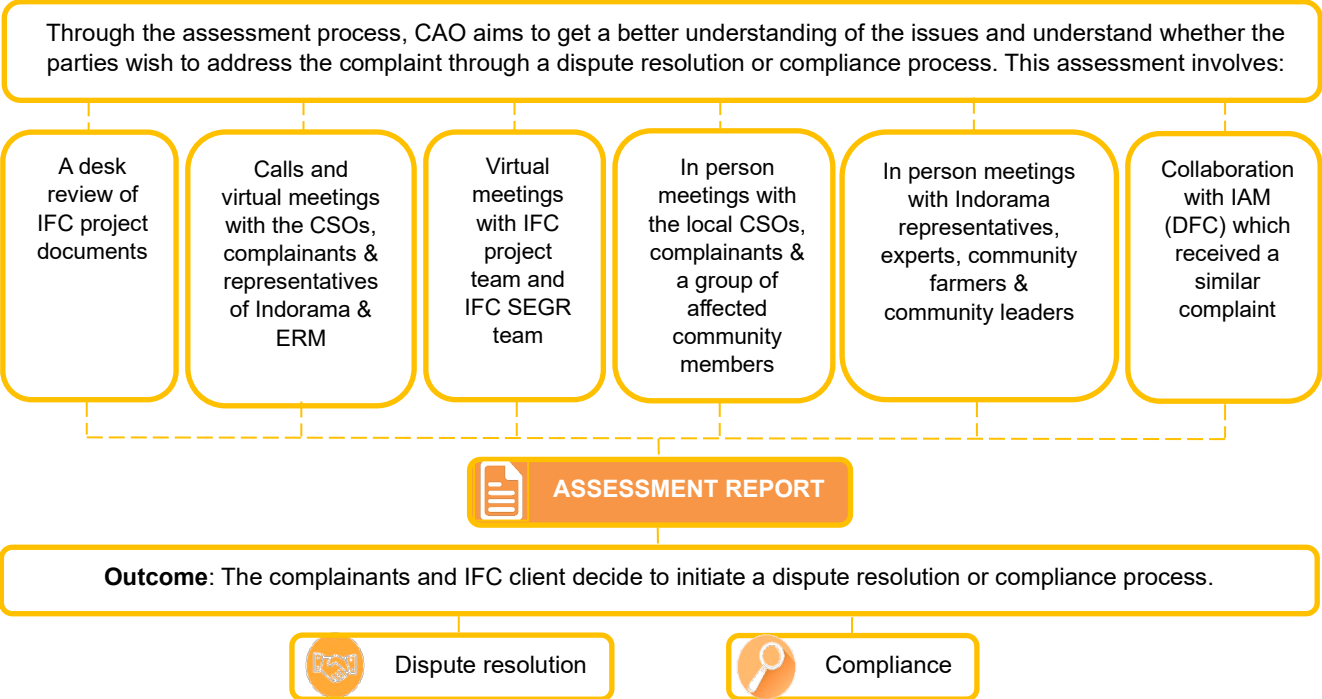 Through the assessment process, CAO aims to get a better understanding of the issues and understand whether the
parties wish to address the complaint through a dispute resolution or compliance process. This assessment involves:
A desk
review of
IFC project
documents
Calls and
virtual meetings
with the CSOs,
complainants &
representatives
of Indorama &
ERM
Virtual
meetings
with IFC
project
team and
IFC SEGR
team
In person
meetings with
the local CSOs,
complainants &
a group of
affected
community
members
In person meetings
with Indorama
representatives,
experts, community
farmers &
community leaders
Collaboration
with IAM
(DFC) which
received a
similar
complaint
ASSESSMENT REPORT
Outcome: The complainants and IFC client decide to initiate a dispute resolution or compliance process.
Dispute resolution
Compliance